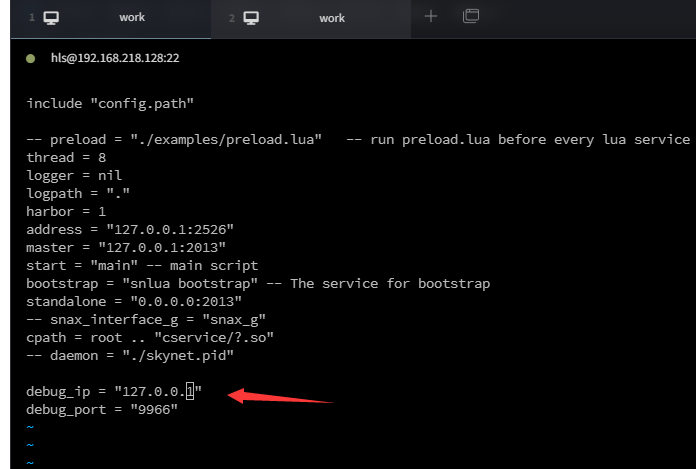 1 work 2 work
hls@192.168.218.128:22
include "config.path"
-- preload = "./examples/preload.lua"   -- run preload.lua before every lua service
thread = 8
logger = nil
logpath = "."
harbor = 1
address = "127.0.0.1:2526"
master = "127.0.0.1:2013"
start = "main" -- main script
bootstrap = "snlua bootstrap" -- The service for bootstrap
standalone = "0.0.0.0:2013"
-- snax_interface_g = "snax_g"
cpath = root .. "cservice/?.so"
-- daemon = "./skynet.pid"
debug_ip = "127.0.0.1"
debug_port = "9966"
~
~
~